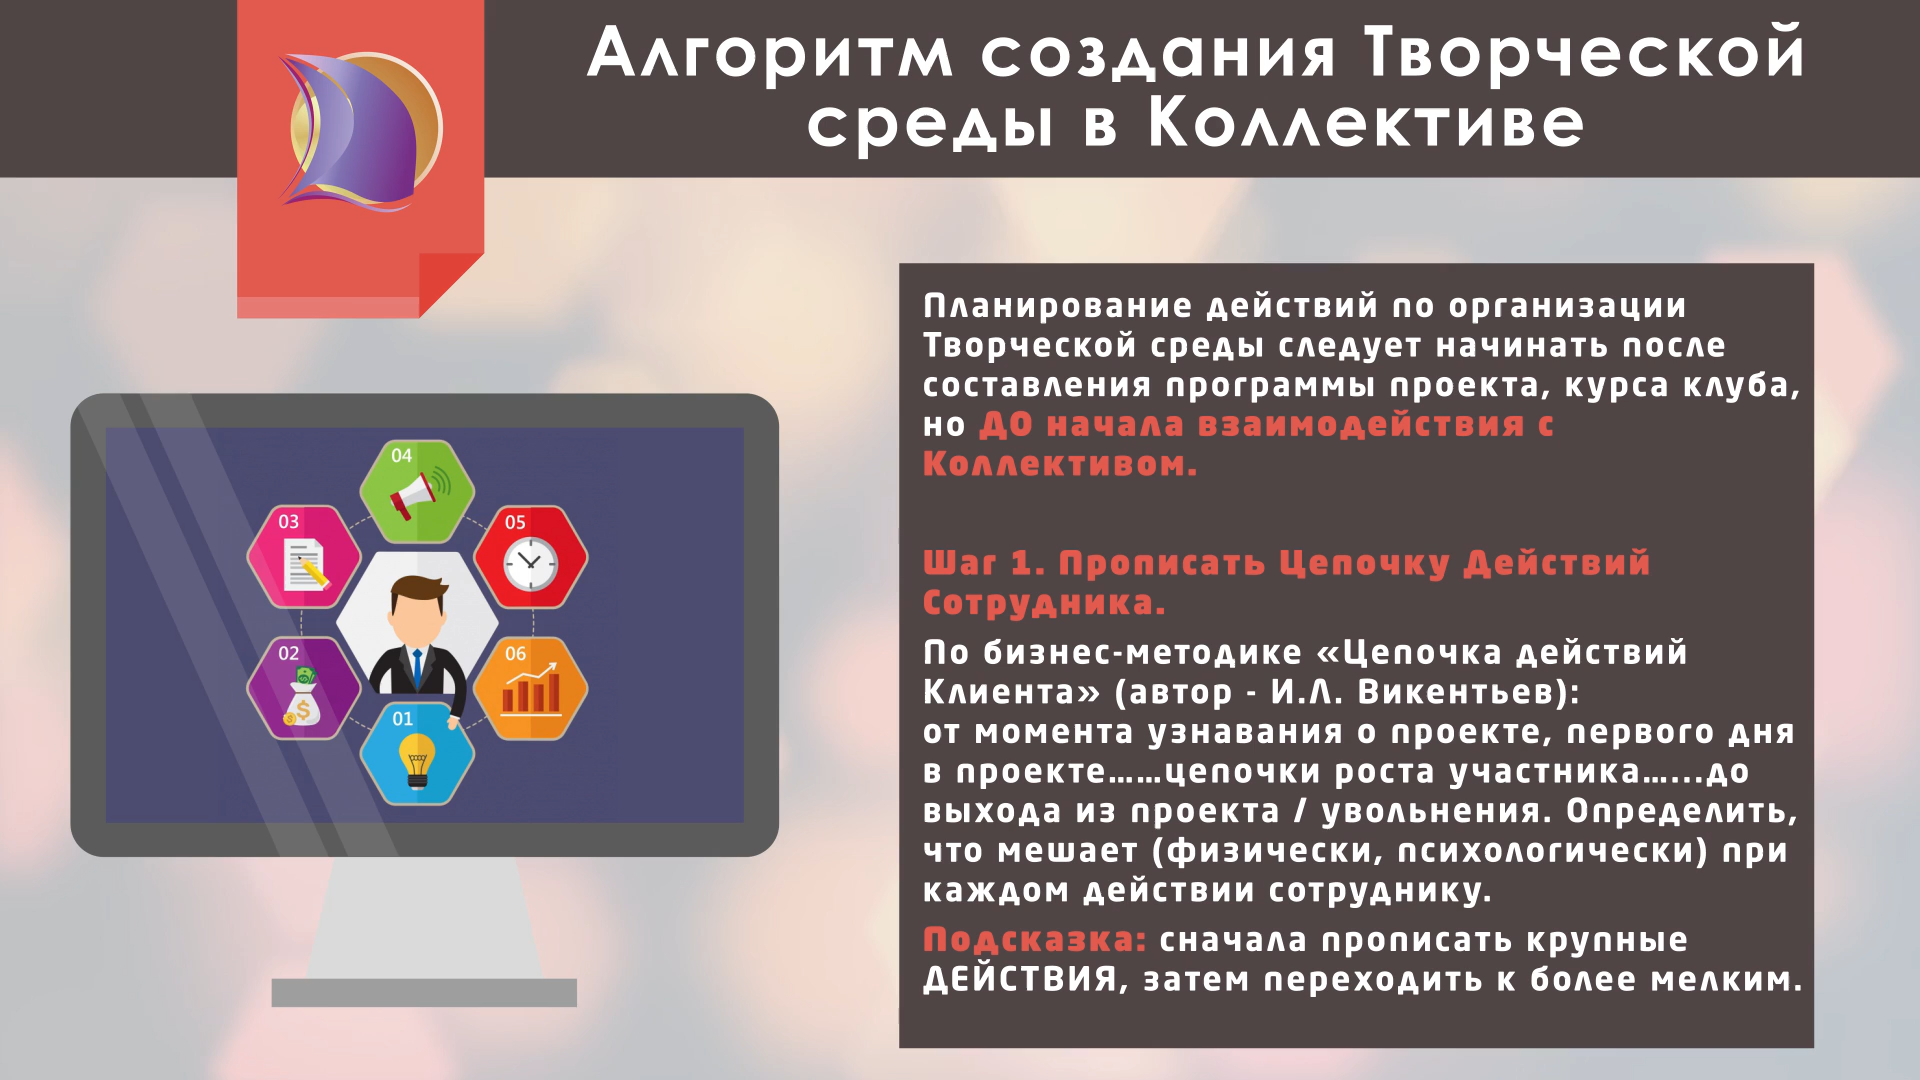 Алгоритм создания Творческой
среды в Коллективе
04
03
05
02
06
01
Планирование действий по организации
Творческой среды следует начинать после
составления программы проекта, курса клуба,
но ДО начала взаимодействия с
Коллективом.
Шаг 1. Прописать Цепочку Действий
Сотрудника.
По бизнес-методике «Цепочка действий
Клиента» (автор - И.Л. Викентьев):
от момента узнавания о проекте, первого дня
в проекте……цепочки роста участника…...до
выхода из проекта / увольнения. Определить,
что мешает (физически, психологически) при
каждом действии сотруднику.
Подсказка: сначала прописать крупные
ДЕЙСТВИЯ, затем переходить к более мелким.